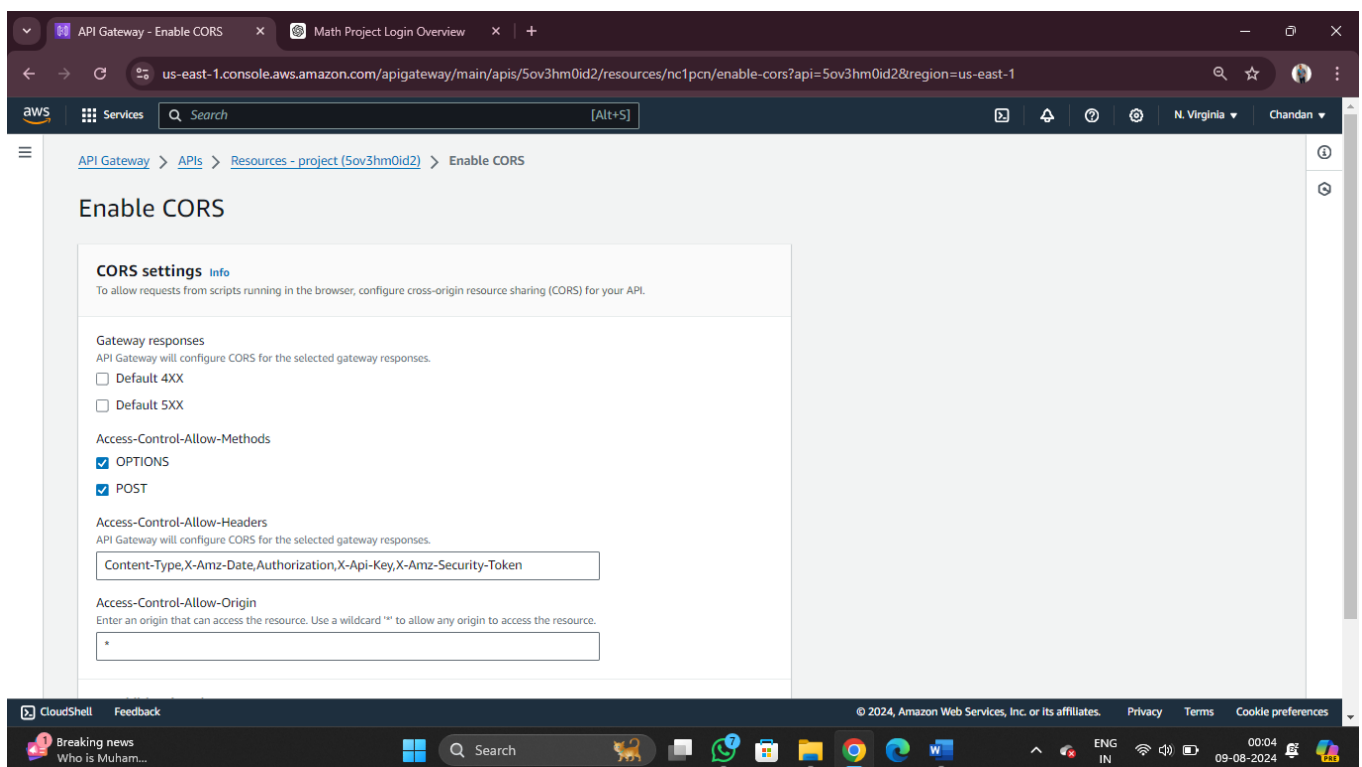 API Gateway - Enable CORS
Math Project Login Overview
us-east-1.console.aws.amazon.com/apigateway/main/apis/5ov3hm0id2/resources/nc1pcn/enable-cors?api=5ov3hm0id2&region=us-east-1
aws Services Search [Alt+S] N. Virginia Chandan
API Gateway > APIs > Resources - project (5ov3hm0id2) > Enable CORS
Enable CORS
CORS settings Info
To allow requests from scripts running in the browser, configure cross-origin resource sharing (CORS) for your API.
Gateway responses
API Gateway will configure CORS for the selected gateway responses.
Default 4XX
Default 5XX
Access-Control-Allow-Methods
OPTIONS
POST
Access-Control-Allow-Headers
API Gateway will configure CORS for the selected gateway responses.
Content-Type,X-Amz-Date,Authorization,X-Api-Key,X-Amz-Security-Token
Access-Control-Allow-Origin
Enter an origin that can access the resource. Use a wildcard '*' to allow any origin to access the resource.
*
CloudShell Feedback © 2024, Amazon Web Services, Inc. or its affiliates. Privacy Terms Cookie preferences
1 Breaking news
Who is Muham...
Search
7
ENG
IN
00:04
09-08-2024
PRE